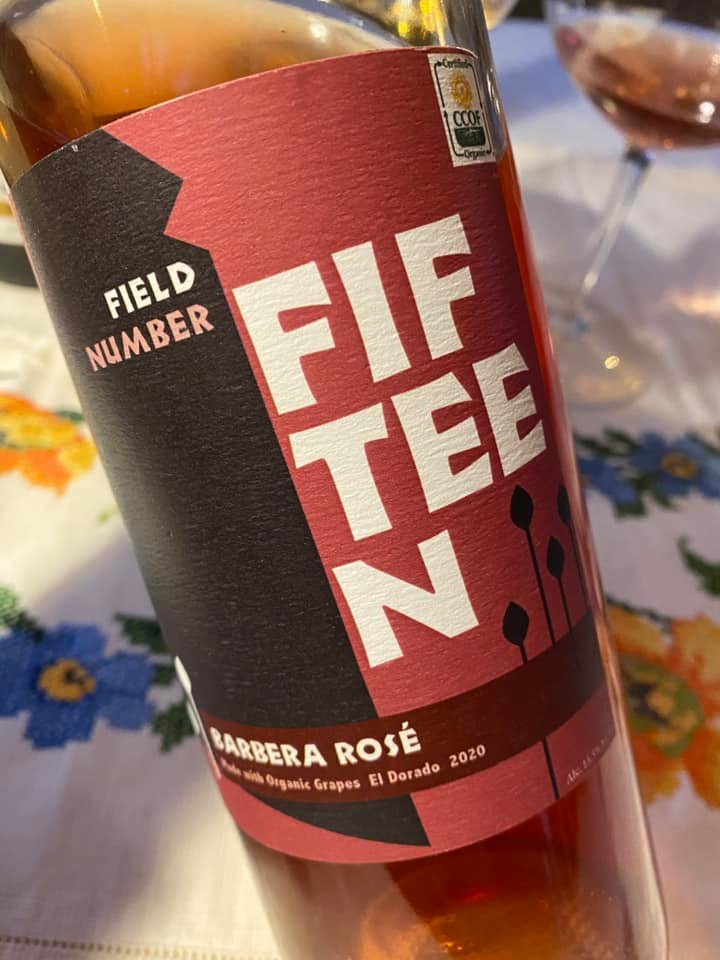 Certified
CCOF
Organic
FIELD
NUMBER
FIF
TEE
N
BARBERA ROSÉ
Made with Organic Grapes El Dorado 2020